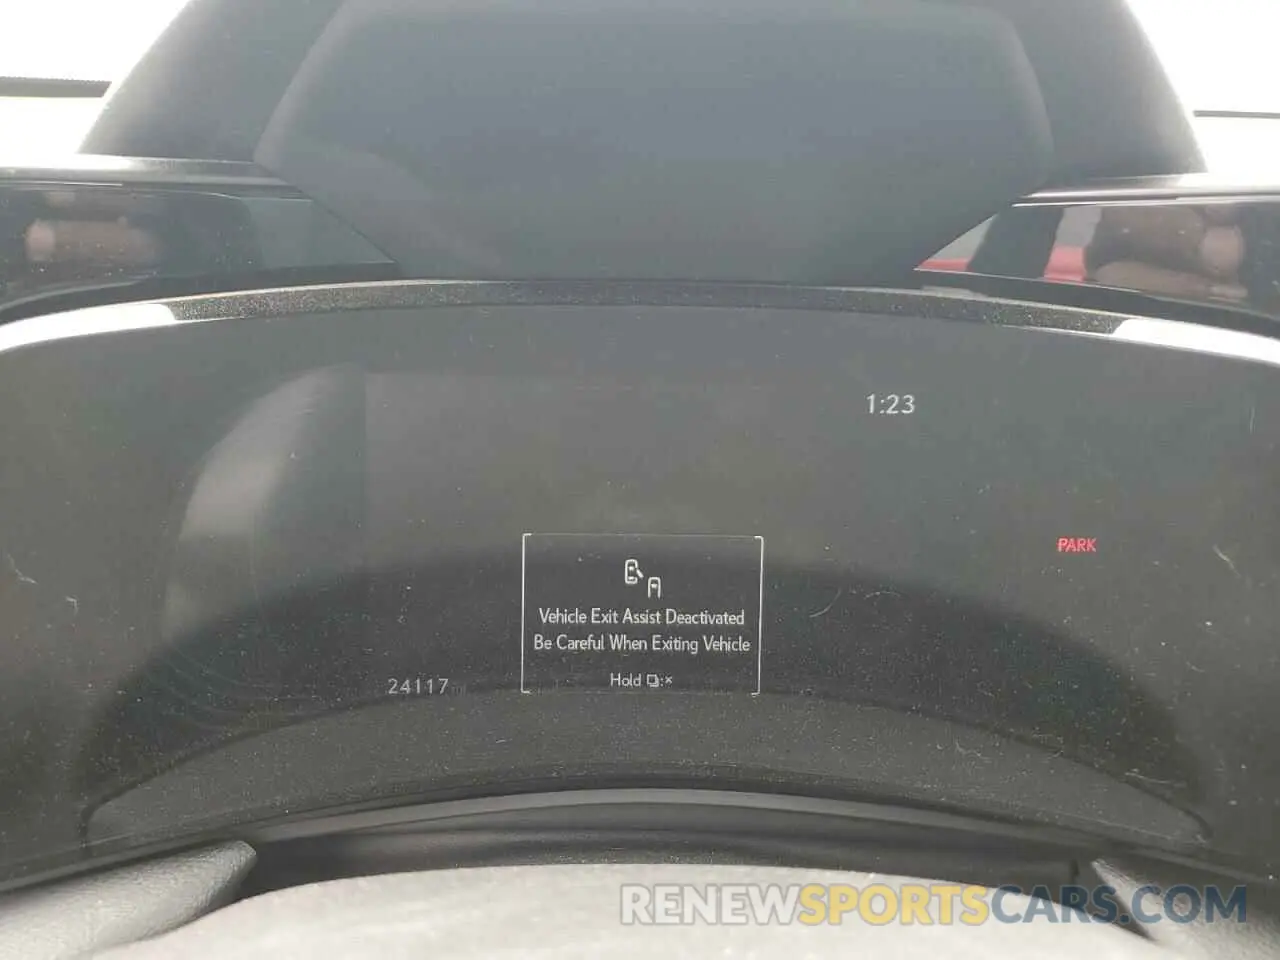 1:23
PARK
Vehicle Exit Assist Deactivated
Be Careful When Exiting Vehicle
Hold
24117
RENEWSPORTSCARS.COM